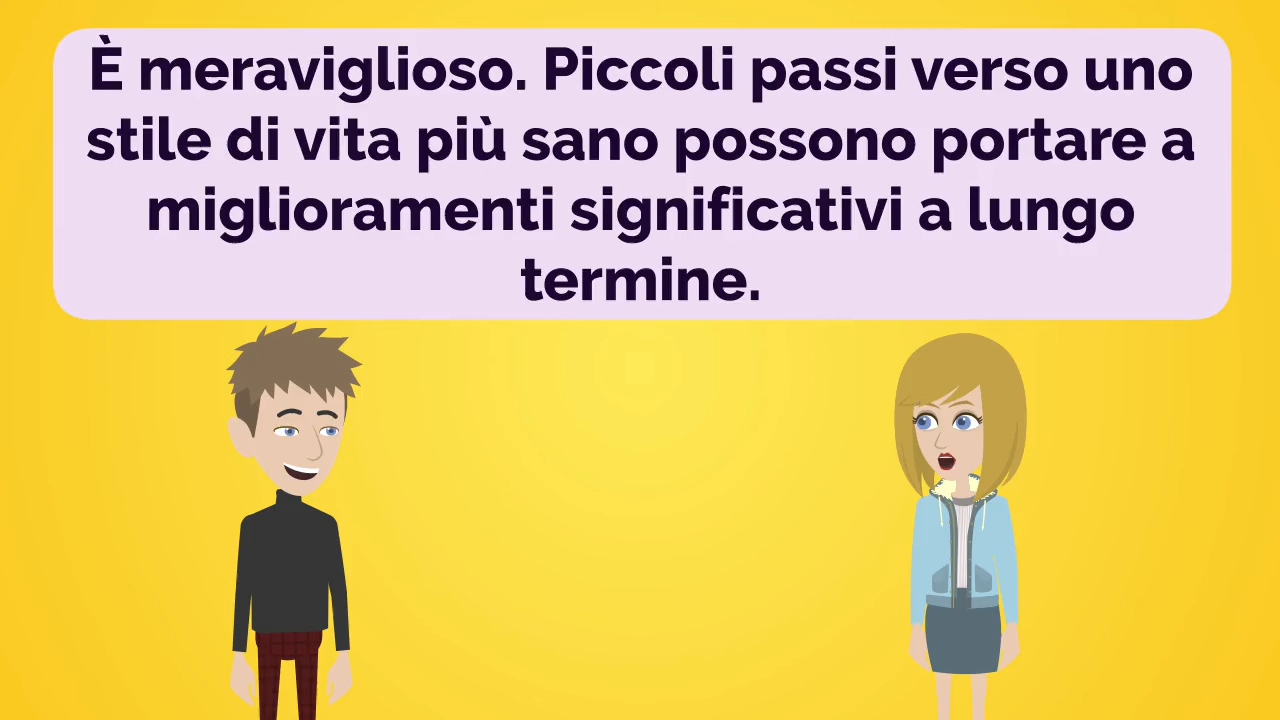 È meraviglioso. Piccoli passi verso uno
stile di vita più sano possono portare a
miglioramenti significativi a lungo
termine.